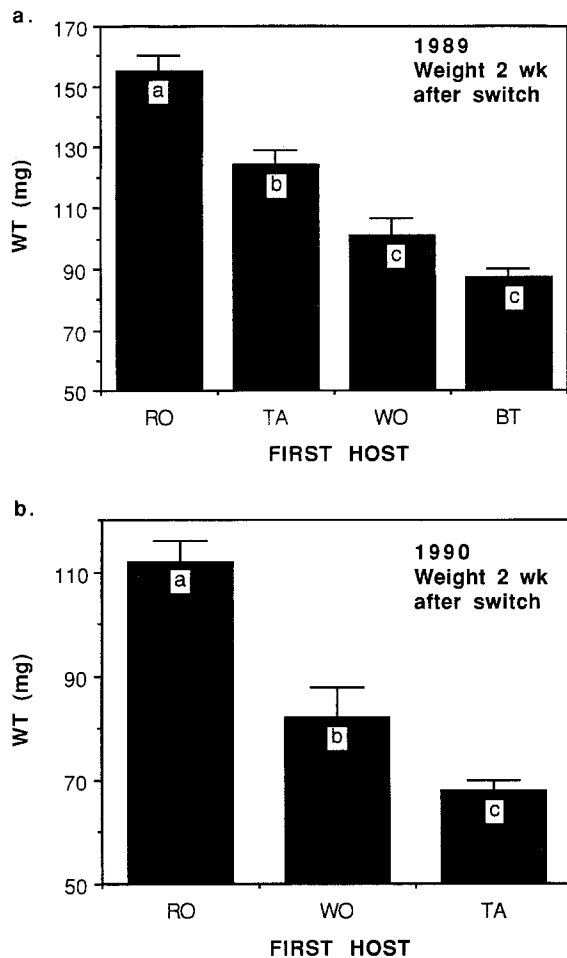 a.
1989
Weight 2 wk
after switch
170
150
130
110
90
70
50
WT (mg)
a
b
c
c
RO TA WO BT
FIRST HOST
b.
1990
Weight 2 wk
after switch
110
90
70
50
WT (mg)
a
b
c
RO WO TA
FIRST HOST